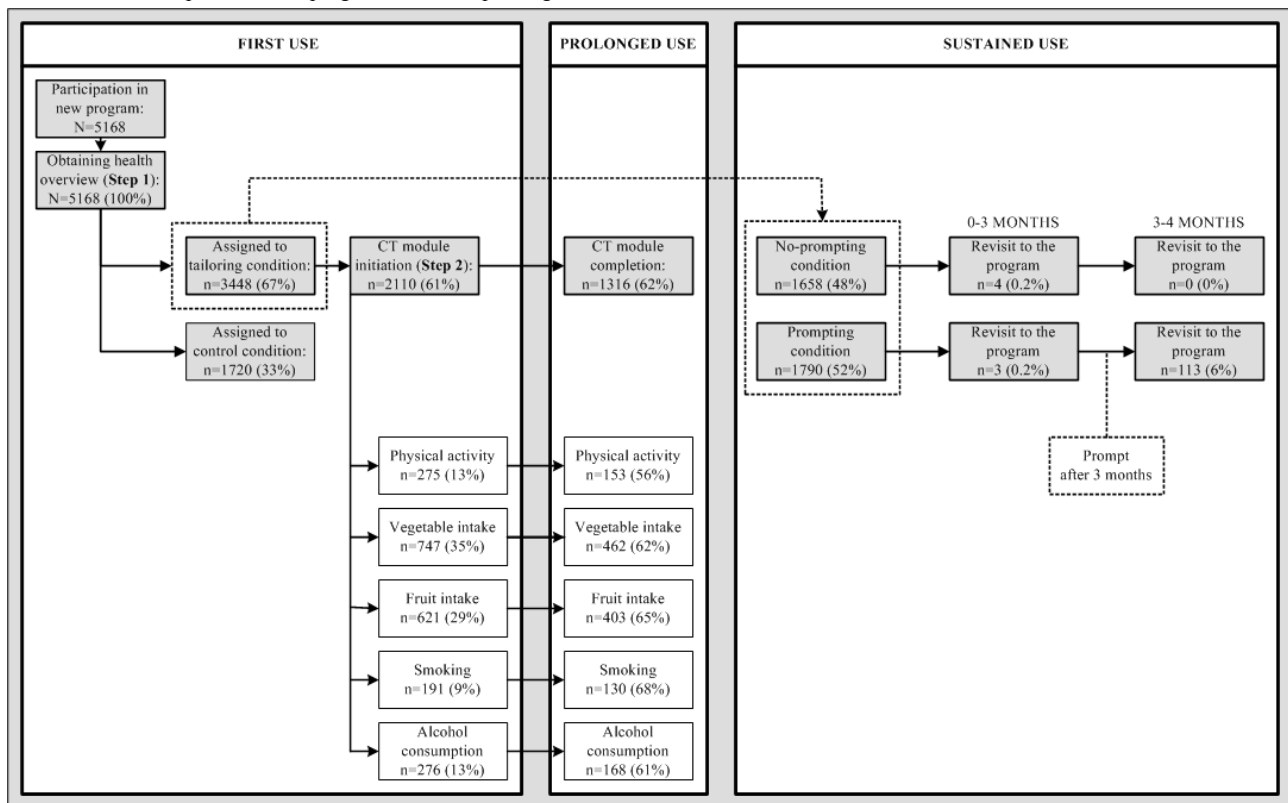 FIRST USE
PROLONGED USE
SUSTAINED USE
Participation in
new program:
N=5168
Obtaining health
overview (Step 1):
N=5168 (100%)
Assigned to
tailoring condition:
n=3448 (67%)
CT module
initiation (Step 2):
n=2110 (61%)
CT module
completion:
n=1316 (62%)
Assigned to
control condition:
n=1720 (33%)
Physical activity
n=275 (13%)
Physical activity
n=153 (56%)
Vegetable intake
n=747 (35%)
Vegetable intake
n=462 (62%)
Fruit intake
n=621 (29%)
Fruit intake
n=403 (65%)
Smoking
n=191 (9%)
Smoking
n=130 (68%)
Alcohol
consumption
n=276 (13%)
Alcohol
consumption
n=168 (61%)
0-3 MONTHS
3-4 MONTHS
No-prompting
condition
n=1658 (48%)
Revisit to the
program
n=4 (0.2%)
Revisit to the
program
n=0 (0%)
Prompting
condition
n=1790 (52%)
Revisit to the
program
n=3 (0.2%)
Revisit to the
program
n=113 (6%)
Prompt
after 3 months